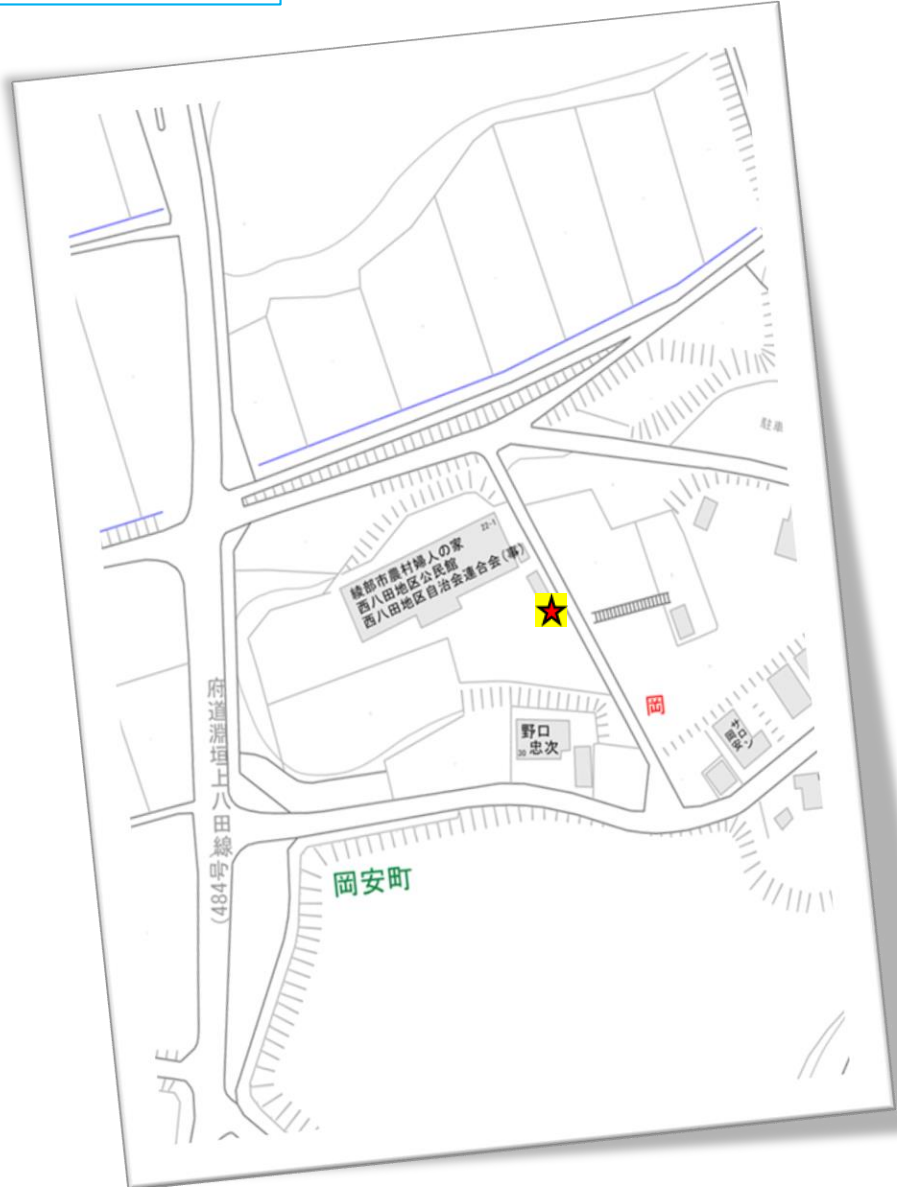 駐車
22-1
綾部市農村婦人の家
西八田地区公民館
西八田地区自治会連合会(事)
岡
府道淵垣上八田線(484号)
野口
忠次
30
サロン
岡安
岡安町